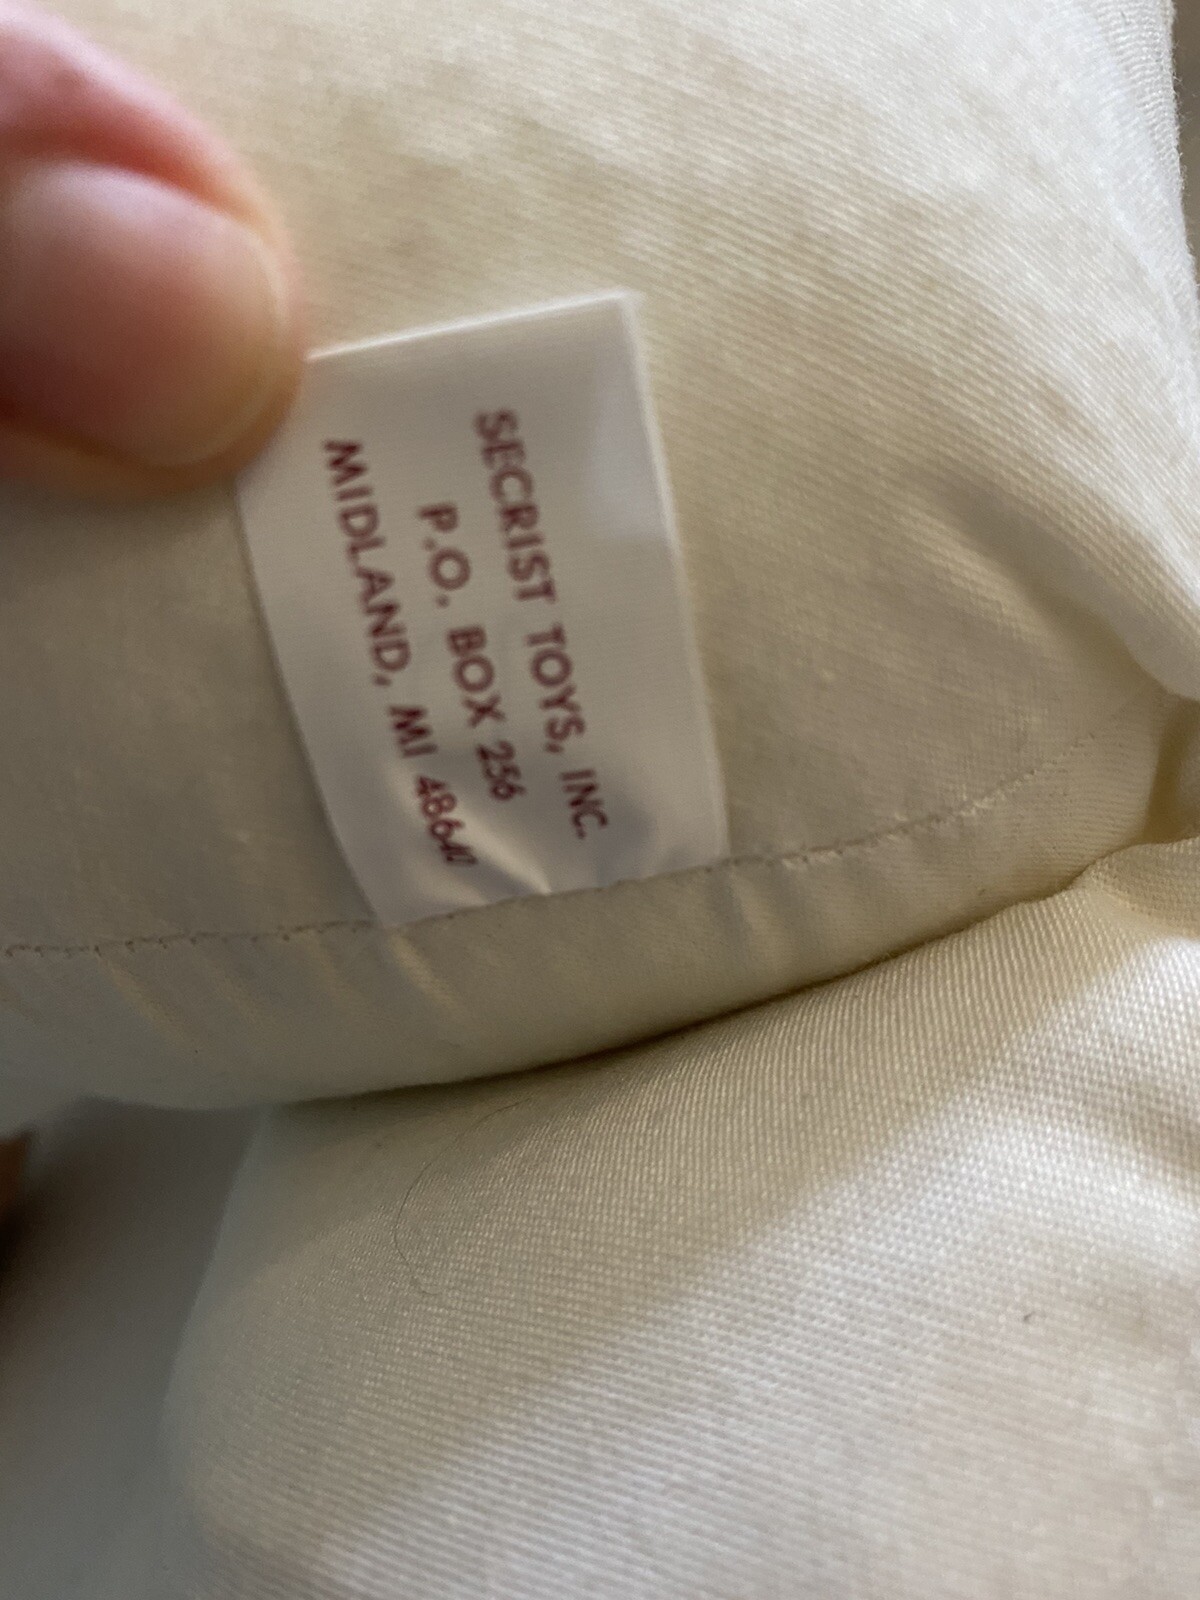 SECRIST TOYS, INC.
P.O. BOX 256
MIDLAND, MI 48640